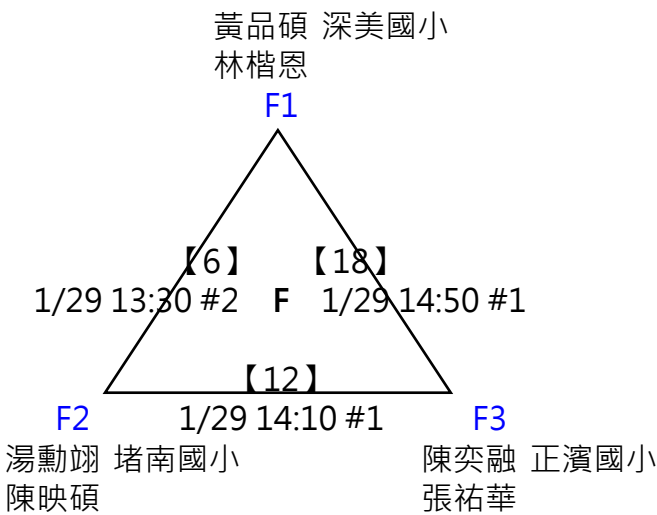 黃品碩 深美國小
林楷恩
F1
【6】
【18】
1/29 13:30 #2
F
1/29 14:50 #1
【12】
F2
1/29 14:10 #1
F3
湯勳翊 堵南國小
陳映碩
陳奕融 正濱國小
張祐華